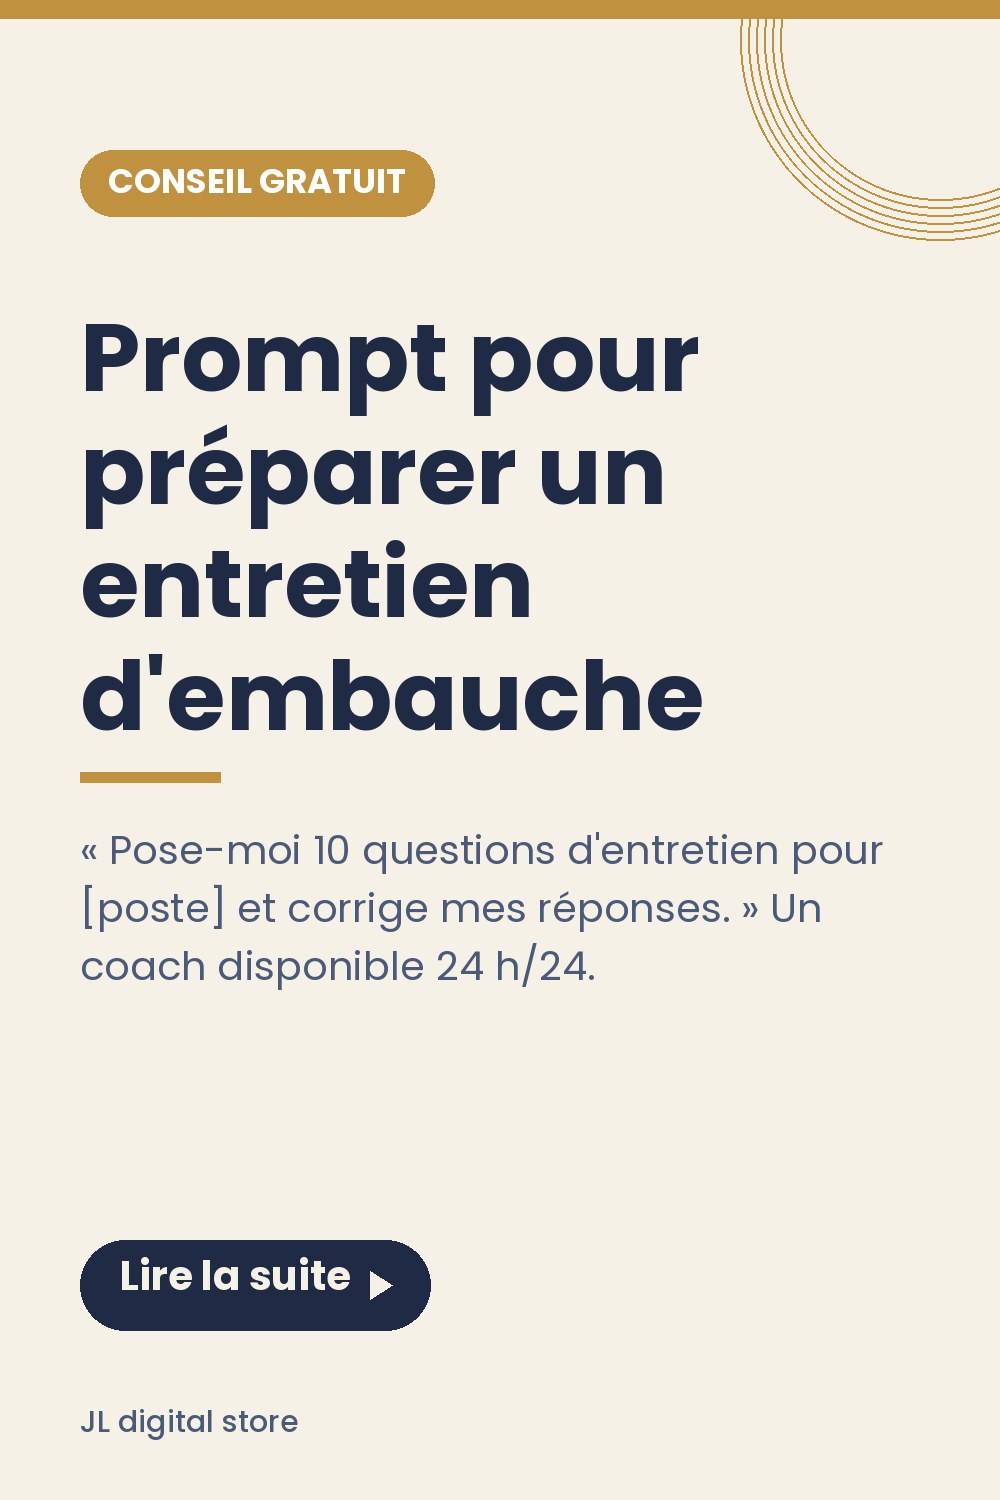 CONSEIL GRATUIT
Prompt pour
préparer un
entretien
d'embauche
« Pose-moi 10 questions d'entretien pour
[poste] et corrige mes réponses. » Un
coach disponible 24 h/24.
Lire la suite
JL digital store